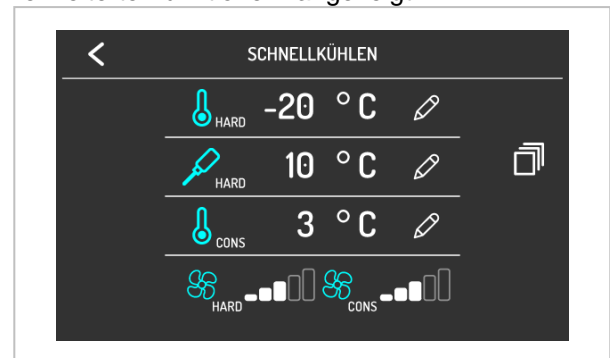 SCHNELLKÜHLEN
HARD -20 °C
HARD 10 °C
CONS 3 °C
HARD CONS